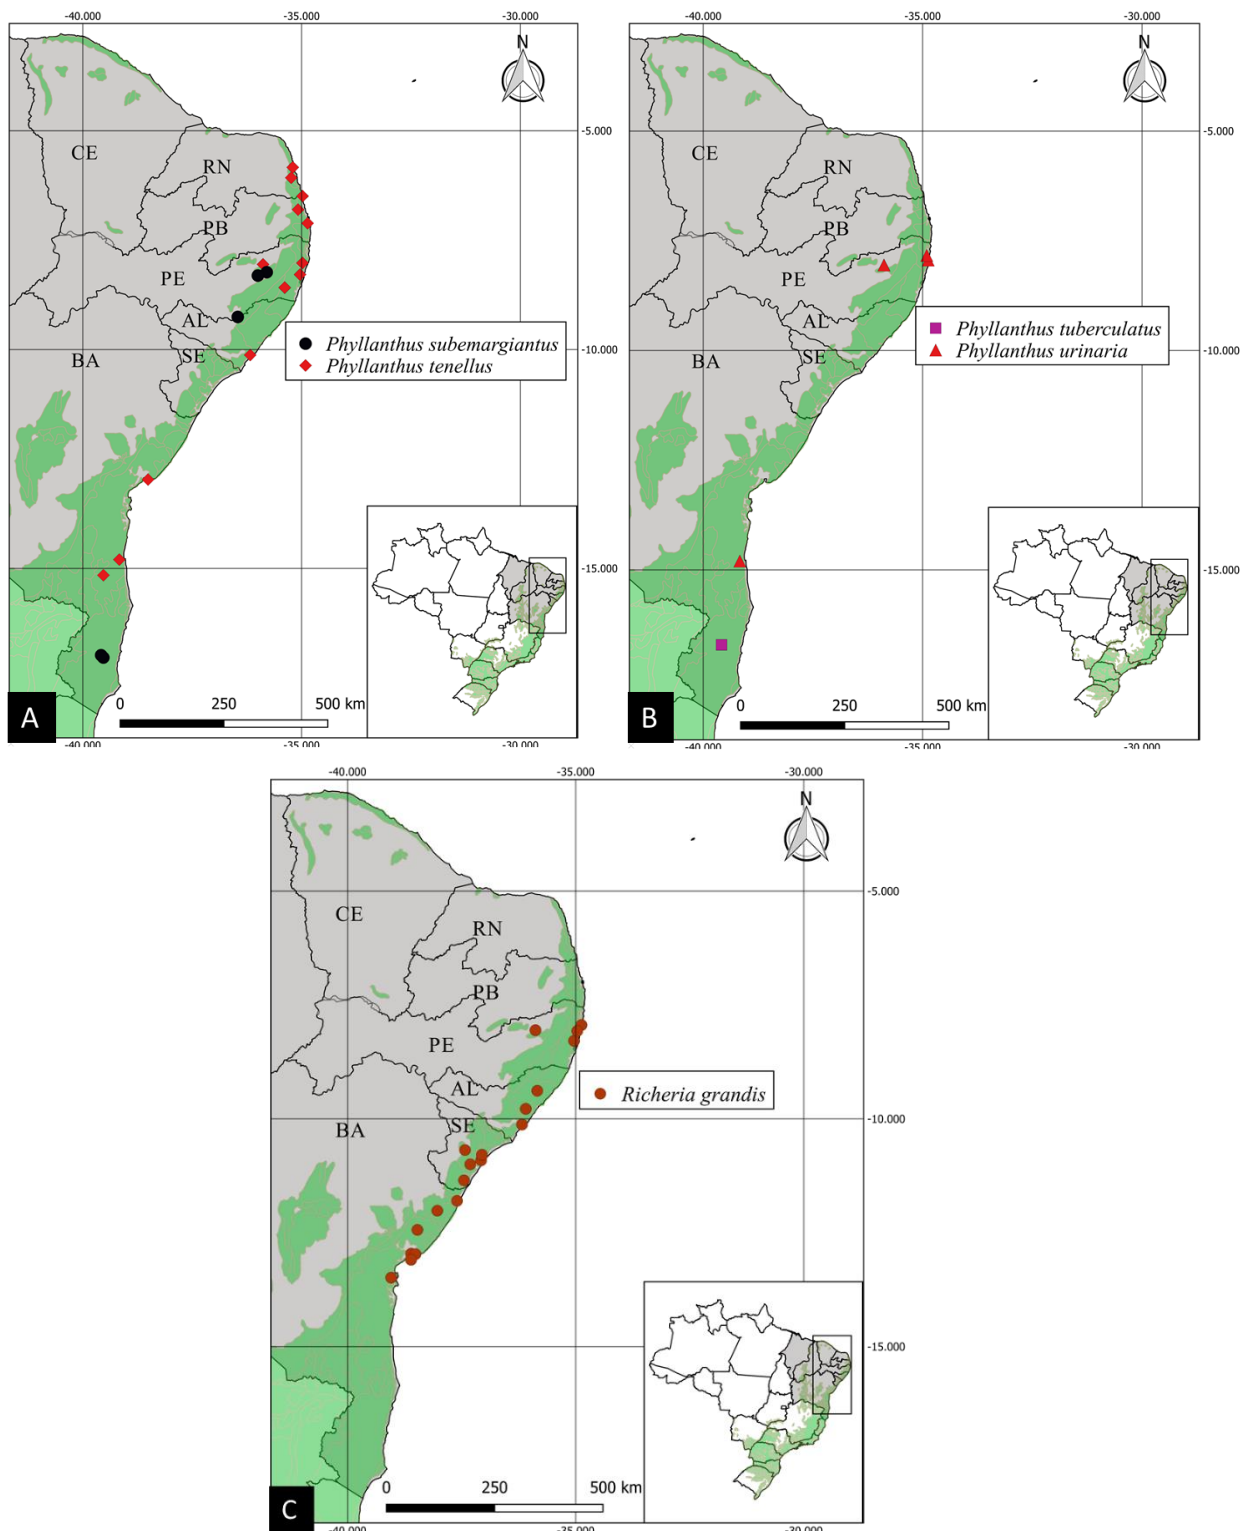 -40.000 -35.000 -30.000
N
-5.000
CE
RN
PB
PE
AL
SE
BA
-10.000
Phyllanthus submargiantus
Phyllanthus tenellus
-15.000
0 250 500 km
A
-40.000 -35.000 -30.000
-40.000 -35.000 -30.000
N
-5.000
CE
RN
PB
PE
AL
SE
BA
-10.000
Phyllanthus tuberculatus
Phyllanthus urinaria
-15.000
0 250 500 km
B
-40.000 -35.000 -30.000
-40.000 -35.000 -30.000
N
-5.000
CE
RN
PB
PE
AL
SE
BA
Richeria grandis
-10.000
-15.000
0 250 500 km
C
-40.000 -35.000 -30.000